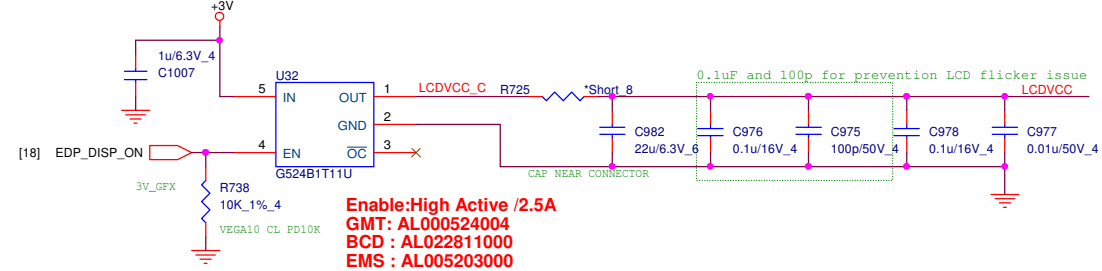 +3V
1u/6.3V_4
C1007
U32
5
IN
OUT
1
LCDVCC_C
R725
*Short_8
0.1uF and 100p for prevention LCD flicker issue
LCDVCC
GND
2
C982
22u/6.3V_6
C976
0.1u/16V_4
C975
100p/50V_4
C978
0.1u/16V_4
C977
0.01u/50V_4
[18]
EDP_DISP_ON
4
EN
OC
3
G524B1T11U
CAP NEAR CONNECTOR
3V_GFX
R738
10K_1%_4
VEGA10 CL PD10K
Enable:High Active /2.5A
GMT: AL000524004
BCD : AL022811000
EMS : AL005203000